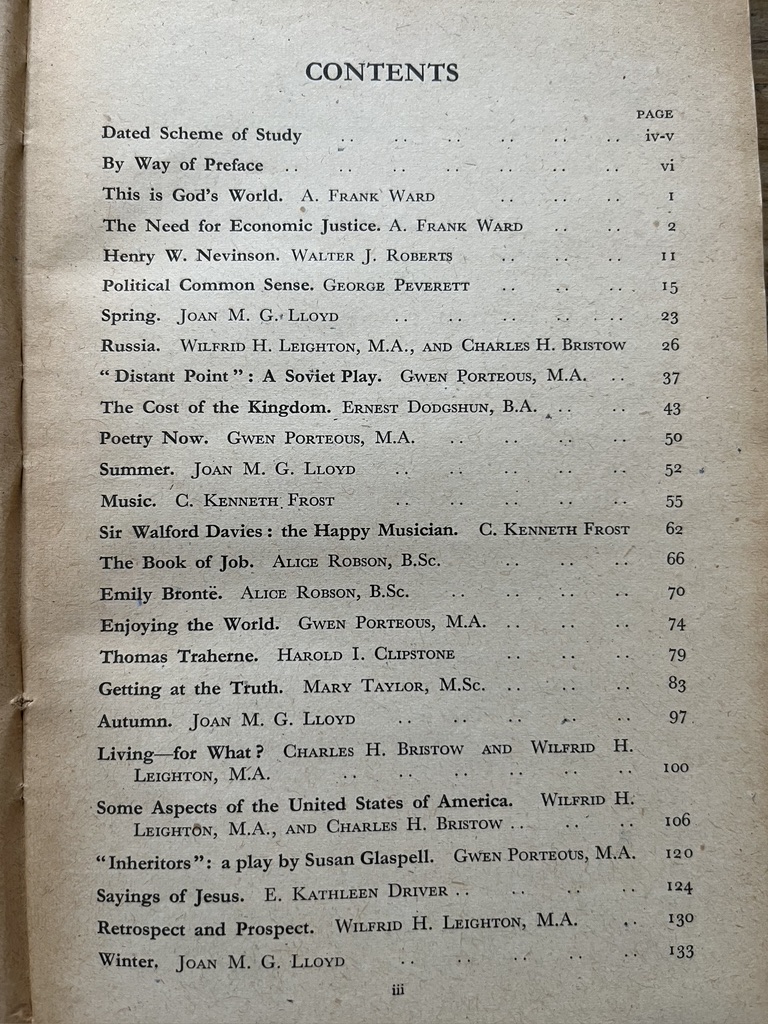 CONTENTS
PAGE
Dated Scheme of Study .. .. .. .. .. .. iv-v
By Way of Preface .. .. .. .. .. .. .. vi
This is God's World. A. Frank Ward .. .. .. 1
The Need for Economic Justice. A. Frank Ward .. .. 2
Henry W. Nevinson. Walter J. Roberts .. .. .. 11
Political Common Sense. George Peverett .. .. .. 15
Spring. Joan M. G. Lloyd .. .. .. .. .. 23
Russia. Wilfrid H. Leighton, M.A., and Charles H. Bristow 26
"Distant Point": A Soviet Play. Gwen Porteous, M.A. .. 37
The Cost of the Kingdom. Ernest Dodgshun, B.A. .. .. 43
Poetry Now. Gwen Porteous, M.A. .. .. .. .. 50
Summer. Joan M. G. Lloyd .. .. .. .. .. 52
Music. C. Kenneth Frost .. .. .. .. .. 55
Sir Walford Davies: the Happy Musician. C. Kenneth Frost 62
The Book of Job. Alice Robson, B.Sc. .. .. .. 66
Emily Brontë. Alice Robson, B.Sc. .. .. .. .. 70
Enjoying the World. Gwen Porteous, M.A. .. .. .. 74
Thomas Traherne. Harold I. Clipstone .. .. .. 79
Getting at the Truth. Mary Taylor, M.Sc. .. .. .. 83
Autumn. Joan M. G. Lloyd .. .. .. .. .. 97
Living—for What? Charles H. Bristow and Wilfrid H.
Leighton, M.A. .. .. .. .. .. .. 100
Some Aspects of the United States of America. Wilfrid H.
Leighton, M.A., and Charles H. Bristow .. .. .. 106
"Inheritors": a play by Susan Glaspell. Gwen Porteous, M.A. 120
Sayings of Jesus. E. Kathleen Driver .. .. .. .. 124
Retrospect and Prospect. Wilfrid H. Leighton, M.A. .. 130
Winter. Joan M. G. Lloyd .. .. .. .. .. 133
iii